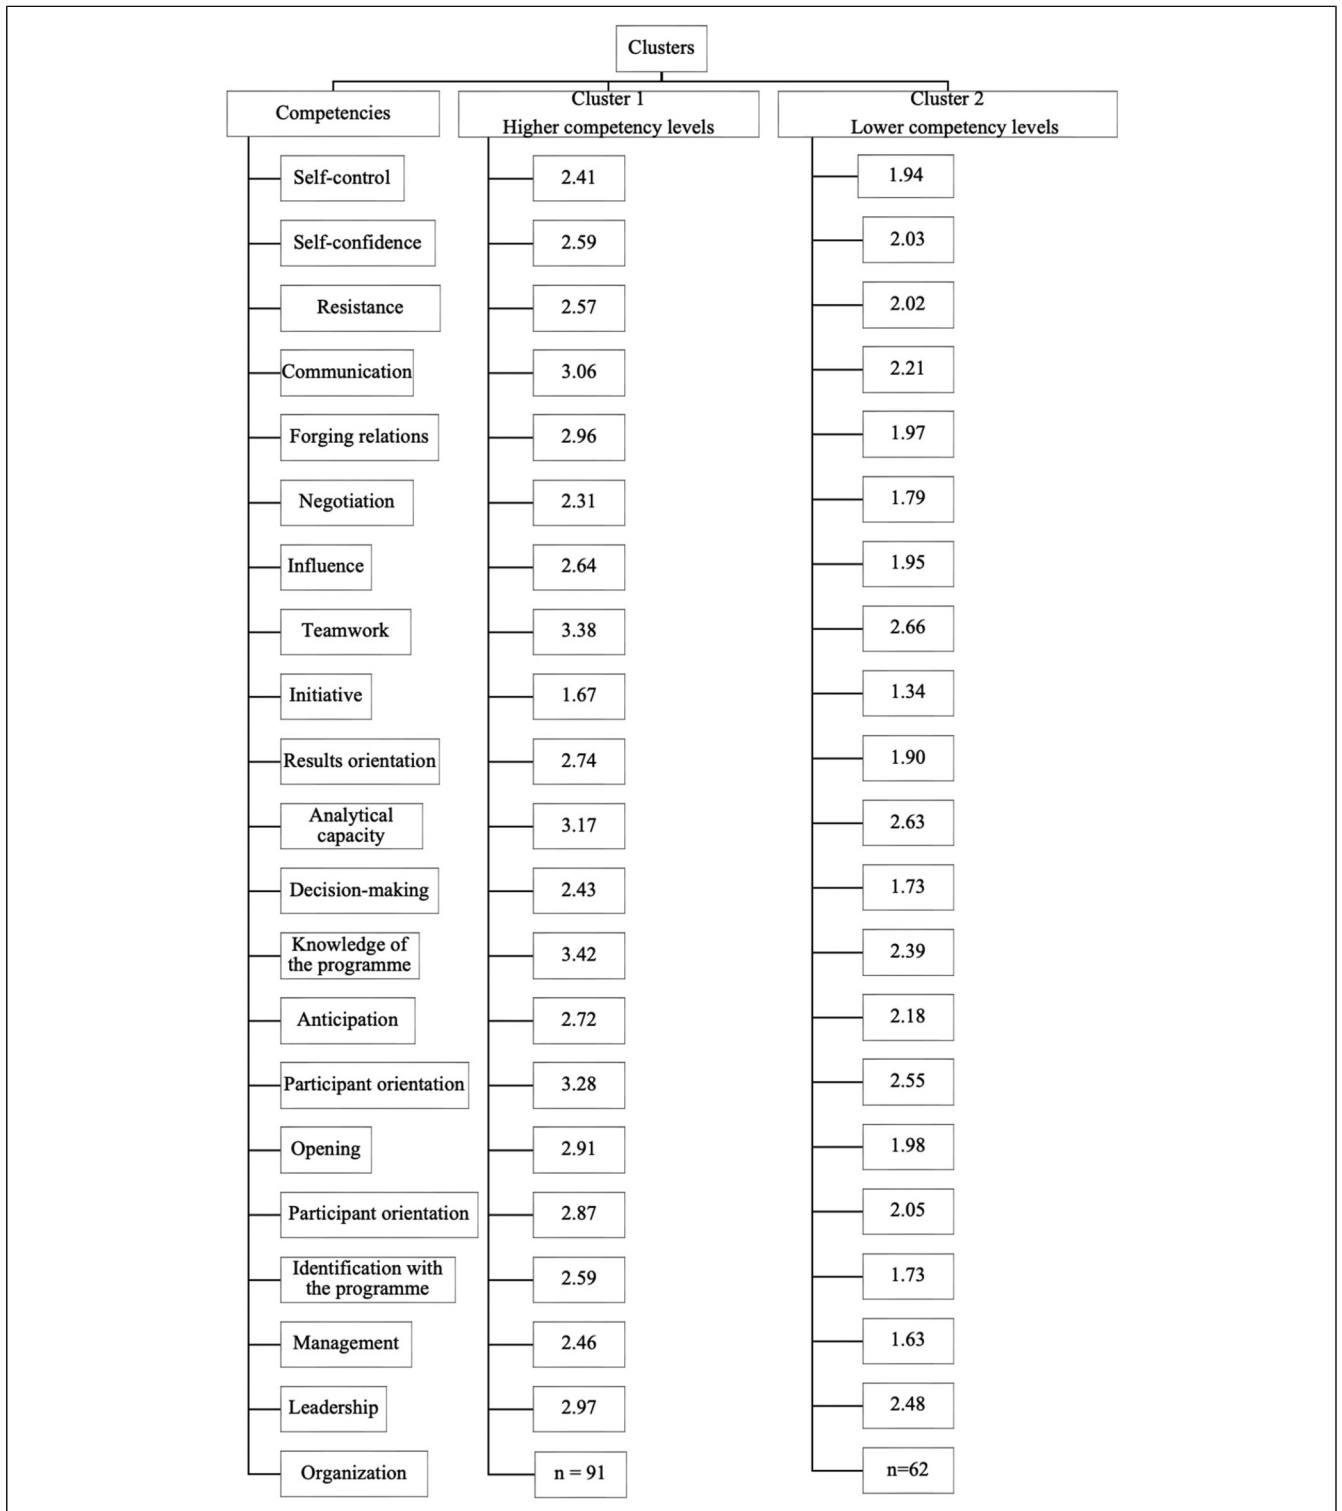 Clusters
Competencies
Cluster 1
Higher competency levels
Cluster 2
Lower competency levels
Self-control
2.41
1.94
Self-confidence
2.59
2.03
Resistance
2.57
2.02
Communication
3.06
2.21
Forging relations
2.96
1.97
Negotiation
2.31
1.79
Influence
2.64
1.95
Teamwork
3.38
2.66
Initiative
1.67
1.34
Results orientation
2.74
1.90
Analytical
capacity
3.17
2.63
Decision-making
2.43
1.73
Knowledge of
the programme
3.42
2.39
Anticipation
2.72
2.18
Participant orientation
3.28
2.55
Opening
2.91
1.98
Participant orientation
2.87
2.05
Identification with
the programme
2.59
1.73
Management
2.46
1.63
Leadership
2.97
2.48
Organization
n = 91
n=62